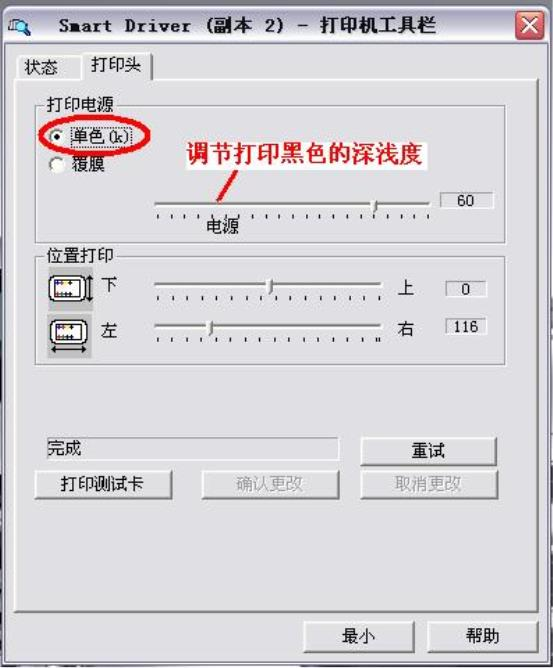 Smart Driver (副本 2) - 打印机工具栏
状态 打印头
打印电源
单色(k)
覆膜
调节打印黑色的深浅度
60
电源
位置打印
下 上 0
左 右 116
完成 重试
打印测试卡 确认更改 取消更改
最小 帮助